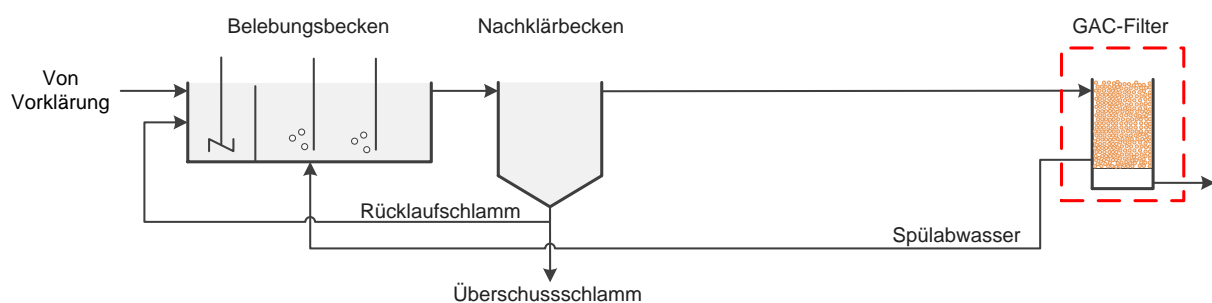 Belebungsbecken
Nachklärbecken
GAC-Filter
Von
Vorklärung
Rücklaufschlamm
Spülabwasser
Überschussschlamm